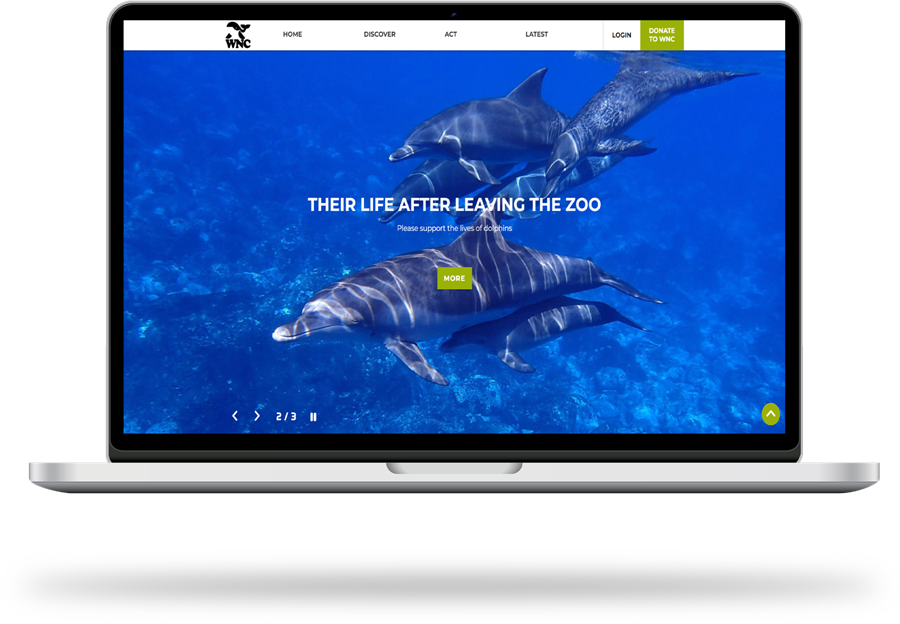 WNC
HOME
DISCOVER
ACT
LATEST
LOGIN
DONATE
TO WNC
THEIR LIFE AFTER LEAVING THE ZOO
Please support the lives of dolphins
MORE
2 / 3